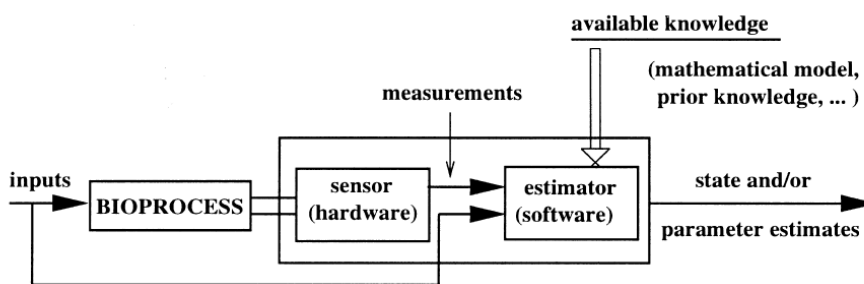 available knowledge
(mathematical model,
prior knowledge, ... )
measurements
inputs
BIOPROCESS
sensor
(hardware)
estimator
(software)
state and/or
parameter estimates